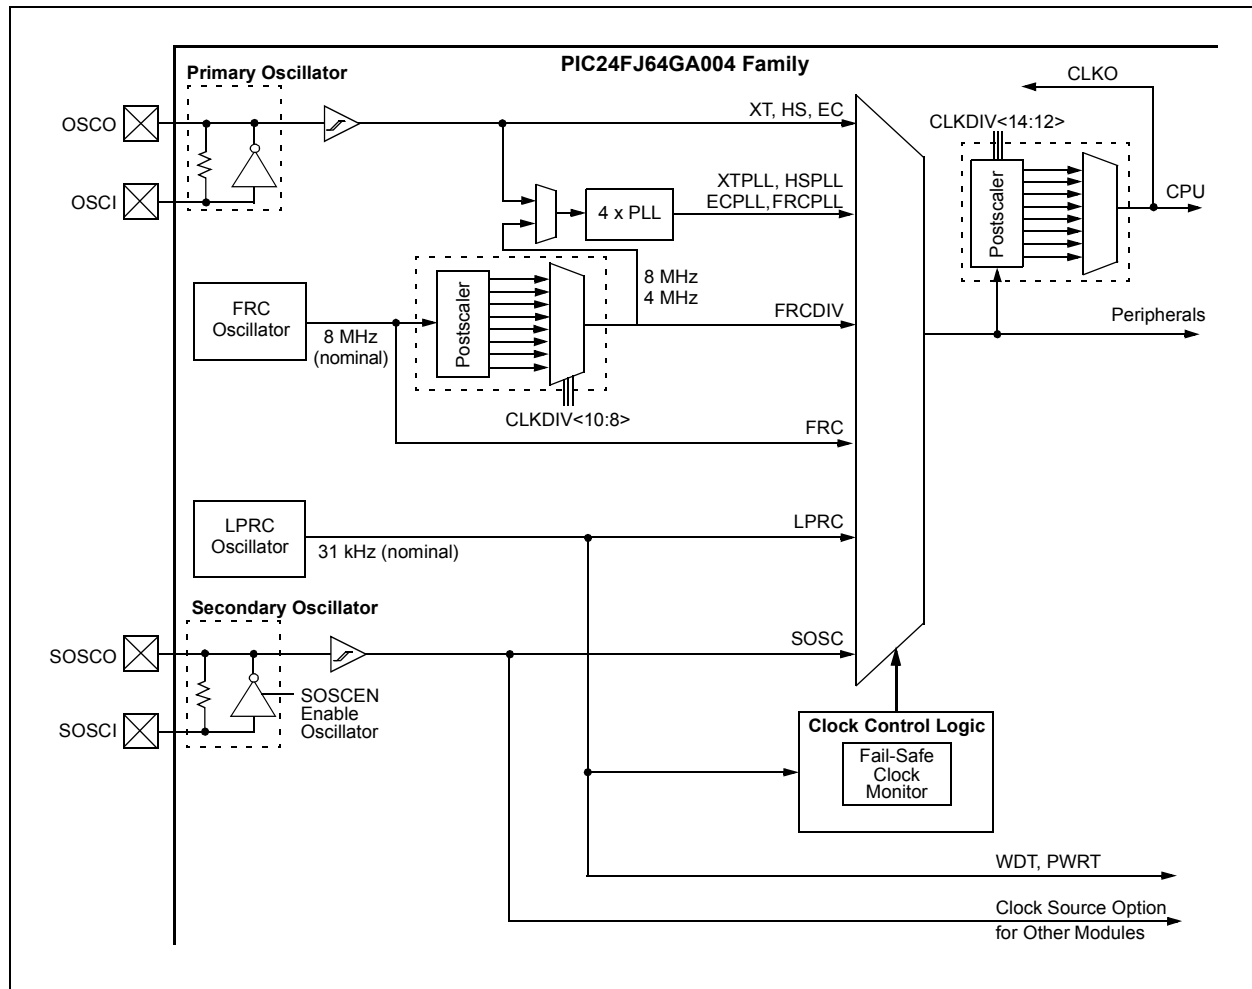 PIC24FJ64GA004 Family
Primary Oscillator
CLKO
OSCO
XT, HS, EC
CLKDIV<14:12>
OSCI
XTPLL, HSPLL
ECPLL,FRCPLL
4 x PLL
Postscaler
CPU
8 MHz
4 MHz
FRC
Oscillator
8 MHz
(nominal)
Postscaler
FRCDIV
Peripherals
CLKDIV<10:8>
FRC
LPRC
Oscillator
31 kHz (nominal)
LPRC
Secondary Oscillator
SOSCO
SOSC
SOSCI
SOSCEN
Enable
Oscillator
Clock Control Logic
Fail-Safe
Clock
Monitor
WDT, PWRT
Clock Source Option
for Other Modules